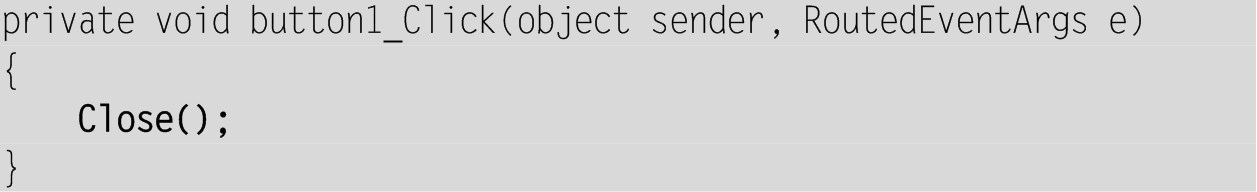 private void button1_Click(object sender, RoutedEventArgs e)
{
    Close();
}